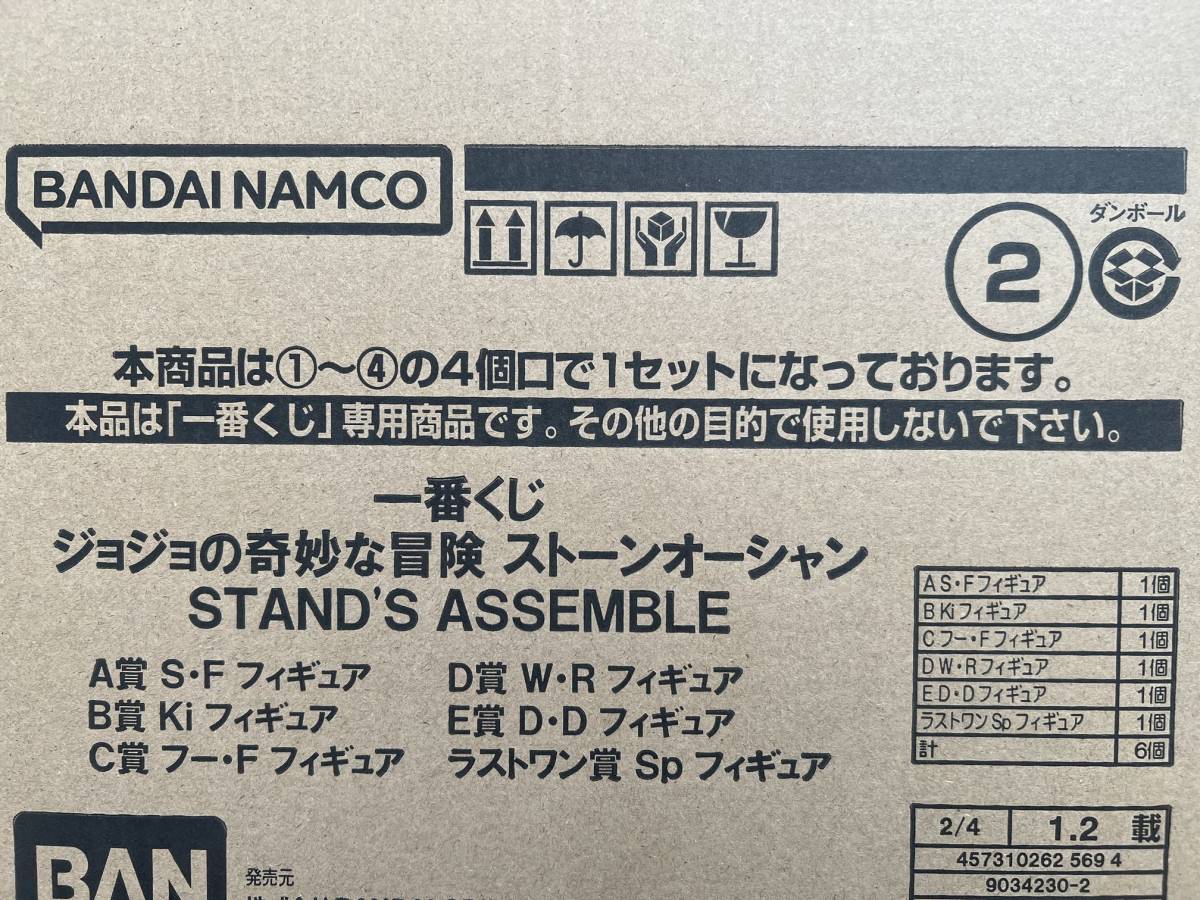 BANDAI NAMCO
ダンボール
2
本商品は①～④の4個口で1セットになっております。
本品は「一番くじ」専用商品です。その他の目的で使用しないで下さい。
一番くじ
ジョジョの奇妙な冒険 ストーンオーシャン
STAND'S ASSEMBLE
A賞 S・F フィギュア
B賞 Ki フィギュア
C賞 フー・F フィギュア
D賞 W・R フィギュア
E賞 D・D フィギュア
ラストワン賞 Sp フィギュア
A S・Fフィギュア 1個
B Kiフィギュア 1個
C フー・Fフィギュア 1個
D W・Rフィギュア 1個
E D・Dフィギュア 1個
ラストワン Sp フィギュア 1個
計 6個
2/4 1.2 載
457310262 569 4
9034230-2
BAN
発売元